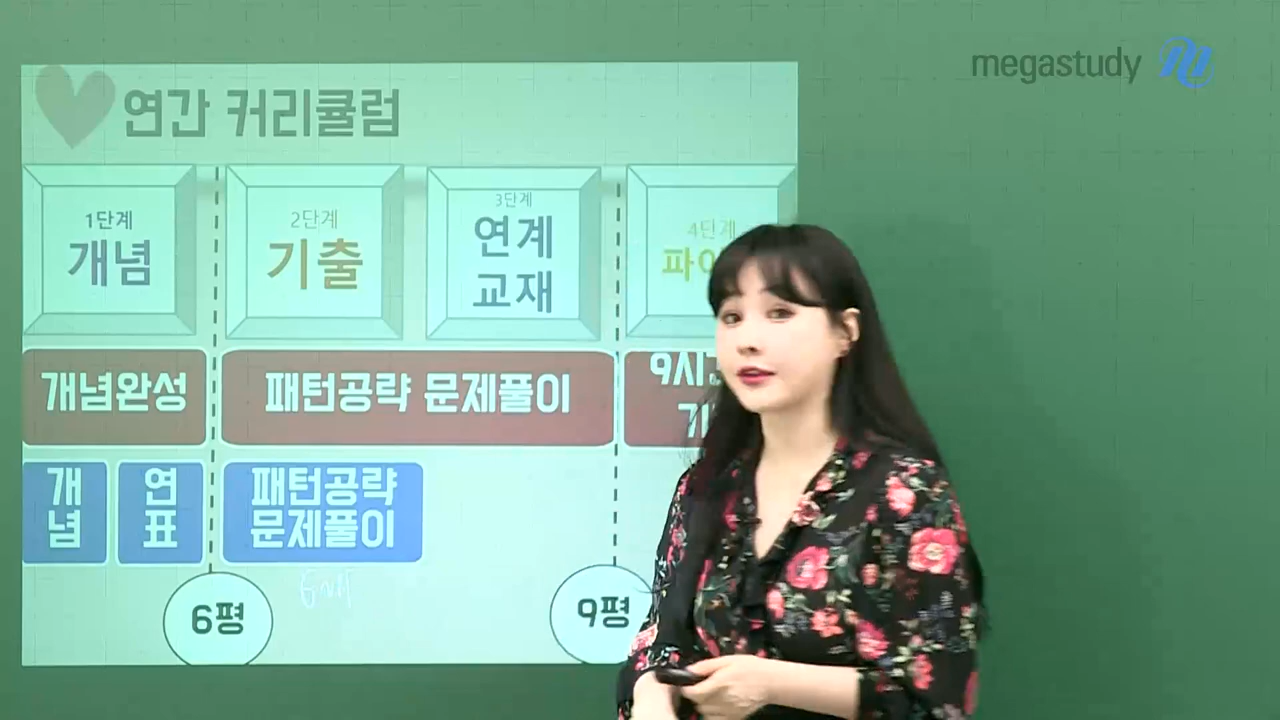 megastudy
연간 커리큘럼
1단계
개념
2단계
기출
3단계
연계
교재
4단계
개념완성
패턴공략 문제풀이
개념
연표
패턴공략
문제풀이
6평
9평